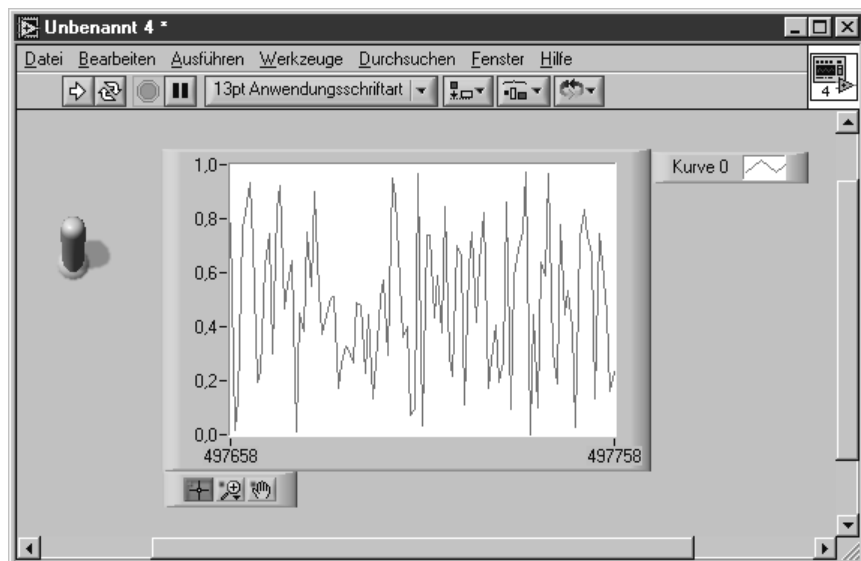 Unbenannt 4 *
Datei Bearbeiten Ausführen Werkzeuge Durchsuchen Fenster Hilfe
13pt Anwendungsschriftart
4
1,0
Kurve 0
0,8
0,6
0,4
0,2
0,0
497658 497758